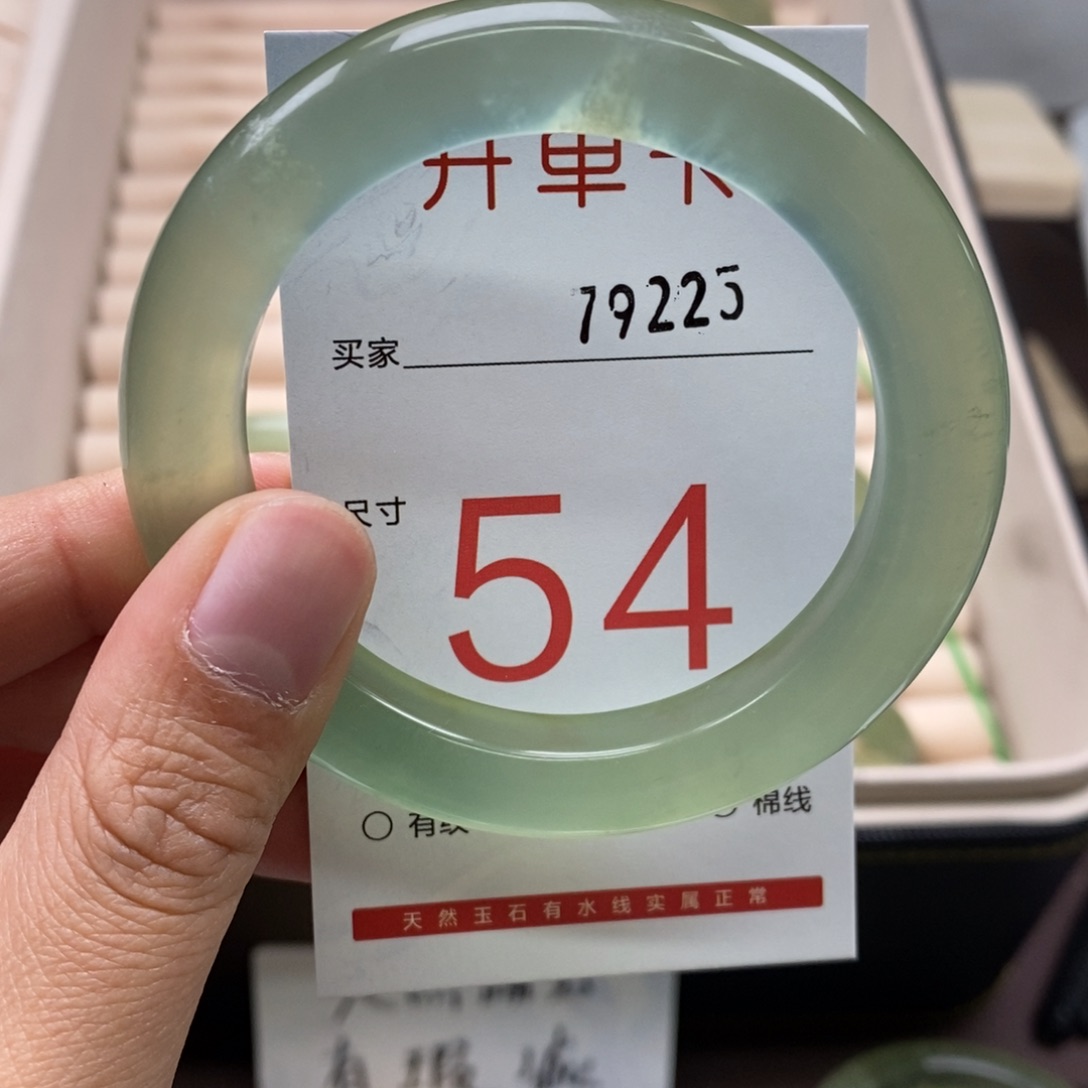 开单卡
79225
买家
尺寸
54
○ 有纹 ○ 棉线
天然玉石有水线实属正常